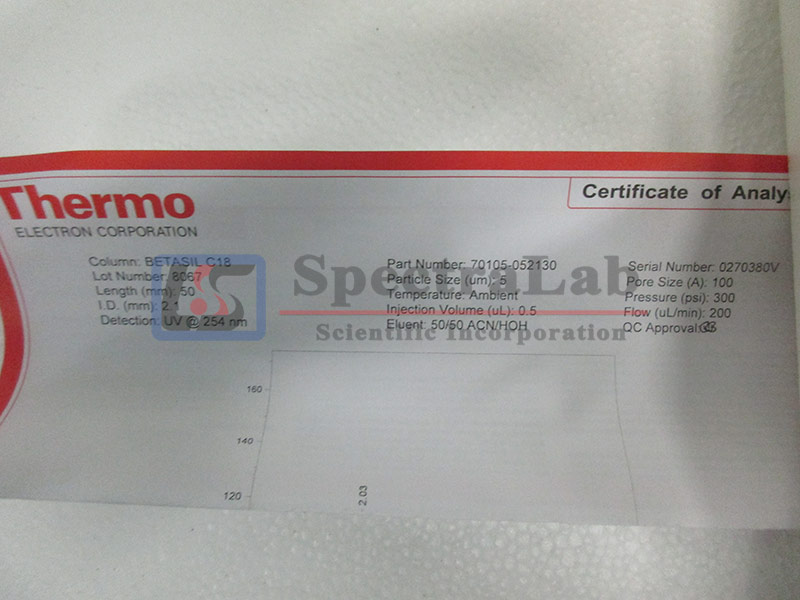 Thermo
ELECTRON CORPORATION
Certificate of Analy
Column: BETASIL C18
Lot Number: 8067
Length (mm): 50
I.D. (mm): 2.1
Detection: UV @ 254 nm
Part Number: 70105-052130
Particle Size (um): 5
Temperature: Ambient
Injection Volume (uL): 0.5
Eluent: 50/50 ACN/HOH
Serial Number: 0270380V
Pore Size (A): 100
Pressure (psi): 300
Flow (uL/min): 200
QC Approval:
SpectraLab
Scientific Incorporation
160
140
120
2.03